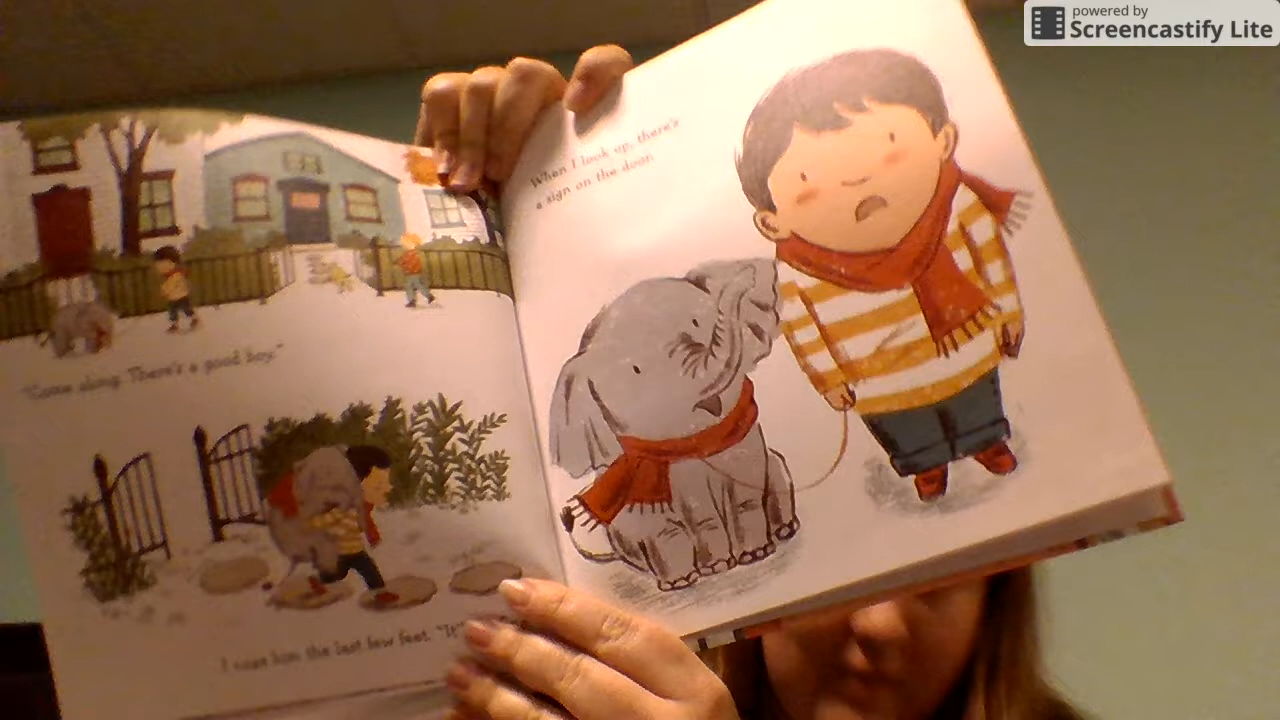 powered by
Screencastify Lite
When I look up, there's
a sign on the door.
"Come along. There's a good boy."
I coax him the last few feet. "It'